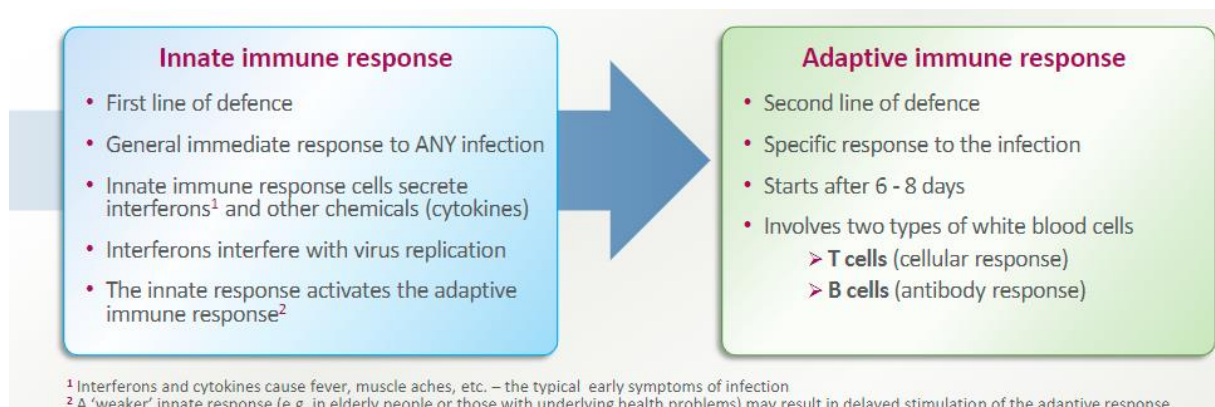 Innate immune response
• First line of defence
• General immediate response to ANY infection
• Innate immune response cells secrete
interferons¹ and other chemicals (cytokines)
• Interferons interfere with virus replication
• The innate response activates the adaptive
immune response²
Adaptive immune response
• Second line of defence
• Specific response to the infection
• Starts after 6 - 8 days
• Involves two types of white blood cells
➢ T cells (cellular response)
➢ B cells (antibody response)
¹ Interferons and cytokines cause fever, muscle aches, etc. – the typical early symptoms of infection
² A ‘weaker’ innate response (e.g. in elderly people or those with underlying health problems) may result in delayed stimulation of the adaptive response